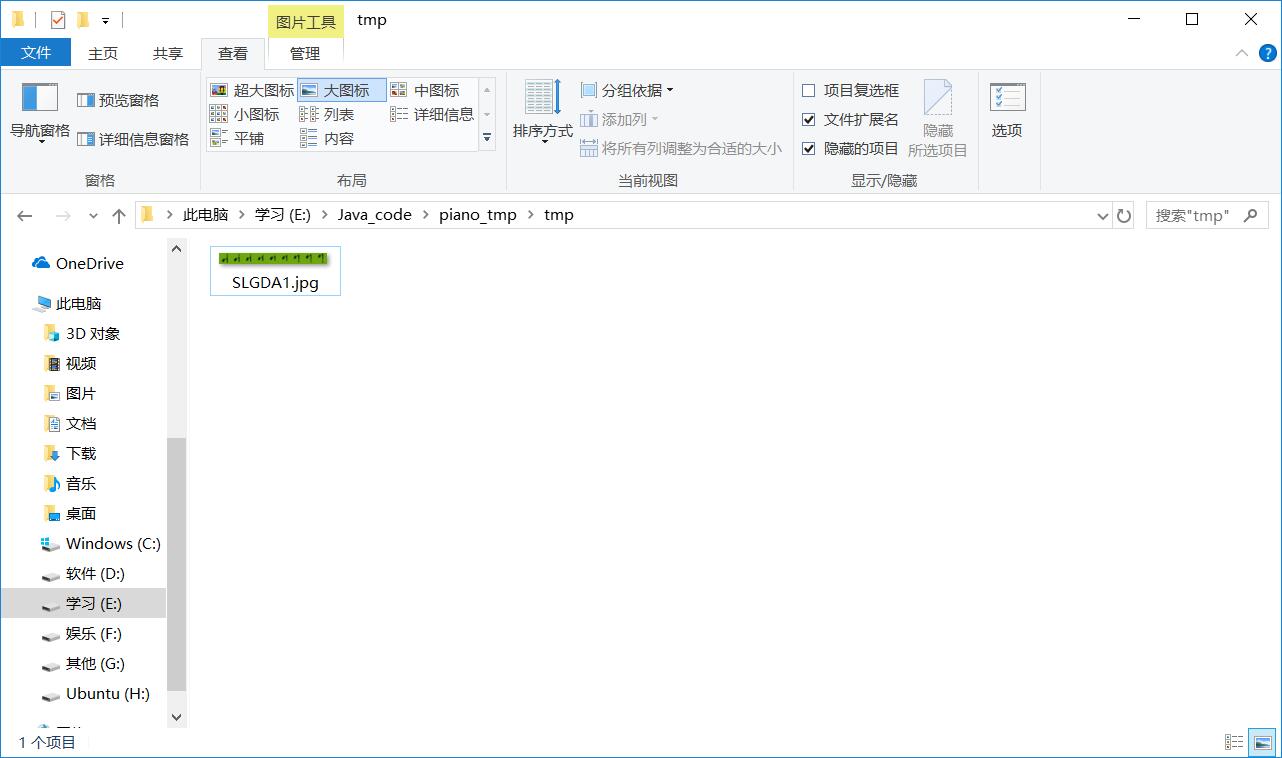 图片工具 tmp
文件 主页 共享 查看 管理
导航窗格
预览窗格
详细信息窗格
窗格
超大图标 大图标 中图标
小图标 列表 详细信息
平铺 内容
布局
排序方式
分组依据
添加列
将所有列调整为合适的大小
当前视图
项目复选框
文件扩展名
隐藏的项目
隐藏
所选项目
显示/隐藏
选项
此电脑 学习 (E:) Java_code piano_tmp tmp
搜索"tmp"
OneDrive
此电脑
3D 对象
视频
图片
文档
下载
音乐
桌面
Windows (C:)
软件 (D:)
学习 (E:)
娱乐 (F:)
其他 (G:)
Ubuntu (H:)
SLGDA1.jpg
1 个项目